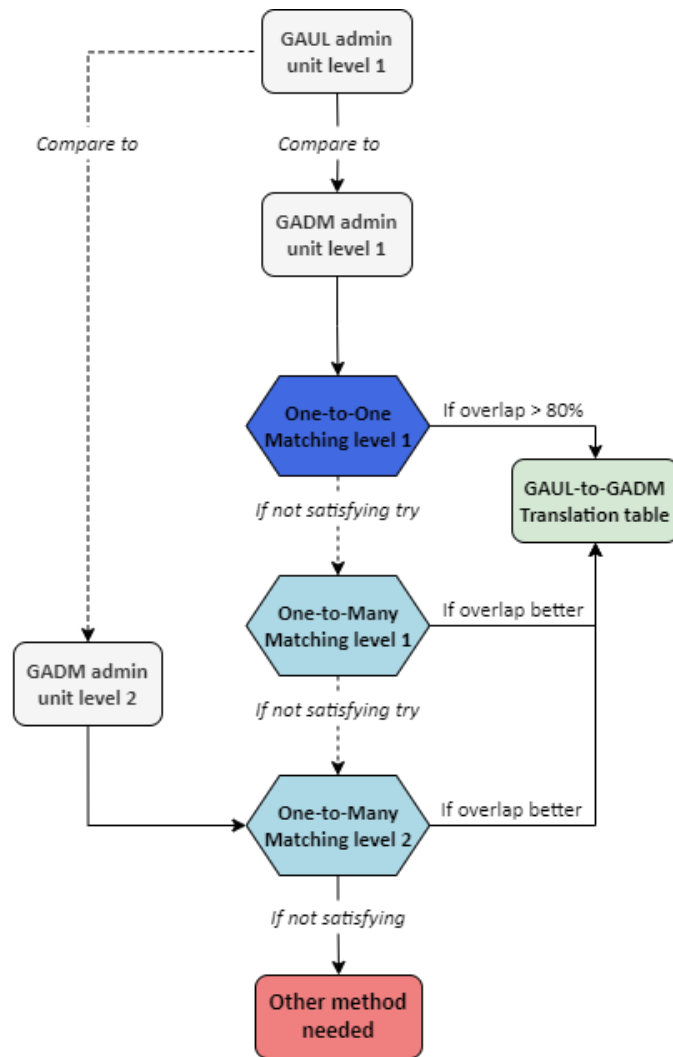 GAUL admin
unit level 1
Compare to
Compare to
GADM admin
unit level 1
One-to-One
Matching level 1
If overlap > 80%
GAUL-to-GADM
Translation table
If not satisfying try
One-to-Many
Matching level 1
If overlap better
GADM admin
unit level 2
If not satisfying try
One-to-Many
Matching level 2
If overlap better
If not satisfying
Other method
needed